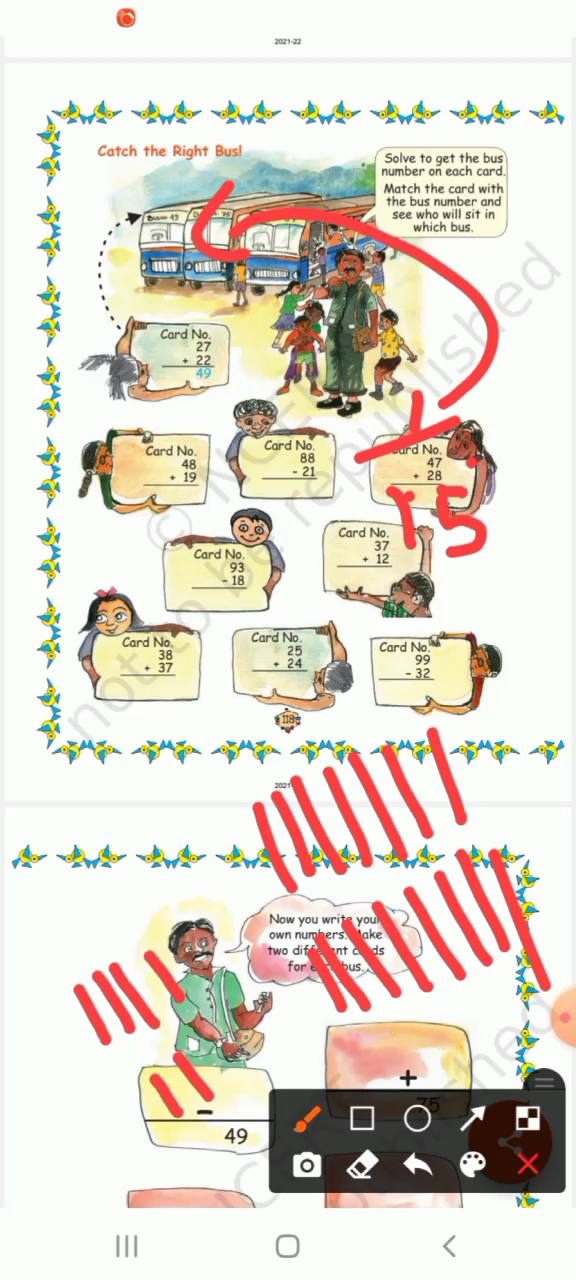 2021-22
Catch the Right Bus!
Solve to get the bus
number on each card.
Match the card with
the bus number and
see who will sit in
which bus.
Card No.
27
+ 22
49
Card No.
48
+ 19
Card No.
88
- 21
Card No.
47
+ 28
15
Card No.
93
- 18
Card No.
37
+ 12
Card No.
38
+ 37
Card No.
25
+ 24
Card No.
99
- 32
118
Now you write your
own numbers. Make
two different cards
for each bus.
-
49
+
75